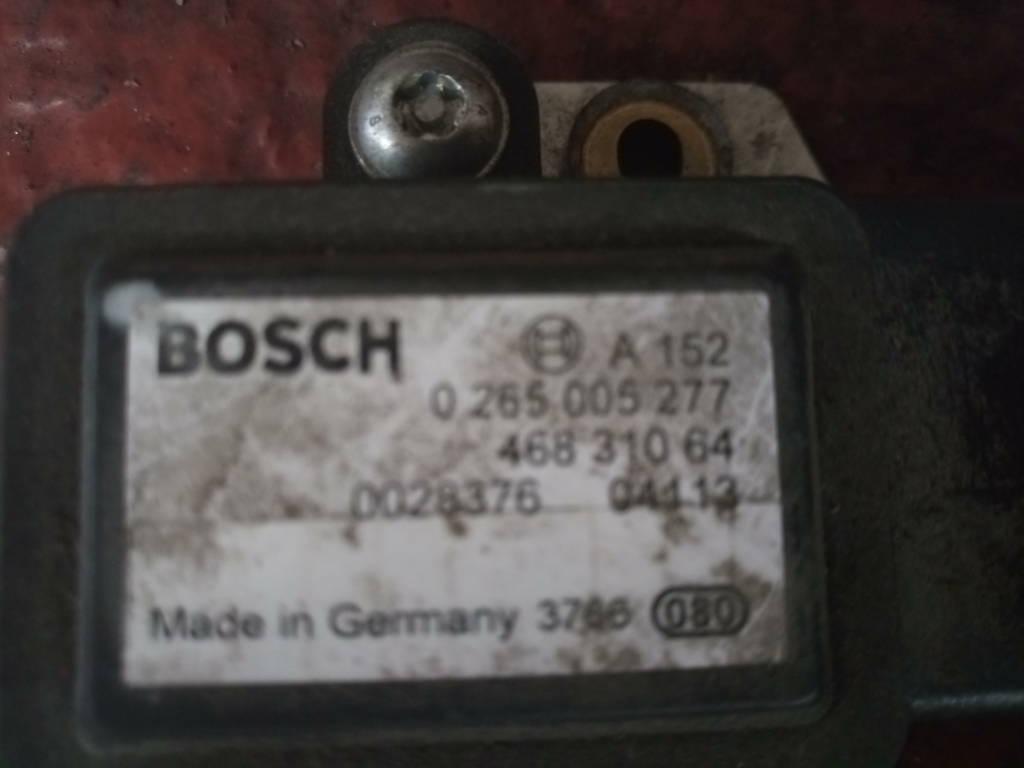 BOSCH A 152
0 265 005 277
468 310 64
0028376 04113
Made in Germany 3766 080